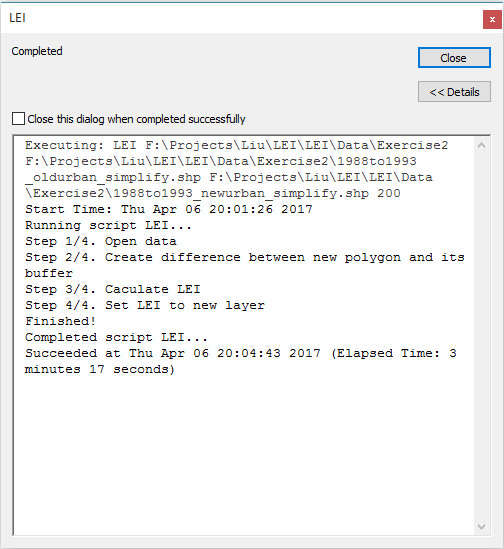 LEI
x
Completed
Close
<< Details
Close this dialog when completed successfully
Executing: LEI F:\Projects\Liu\LEI\LEI\Data\Exercise2
F:\Projects\Liu\LEI\LEI\Data\Exercise2\1988to1993
_oldurban_simplify.shp F:\Projects\Liu\LEI\LEI\Data
\Exercise2\1988to1993_newurban_simplify.shp 200
Start Time: Thu Apr 06 20:01:26 2017
Running script LEI...
Step 1/4. Open data
Step 2/4. Create difference between new polygon and its
buffer
Step 3/4. Caculate LEI
Step 4/4. Set LEI to new layer
Finished!
Completed script LEI...
Succeeded at Thu Apr 06 20:04:43 2017 (Elapsed Time: 3
minutes 17 seconds)